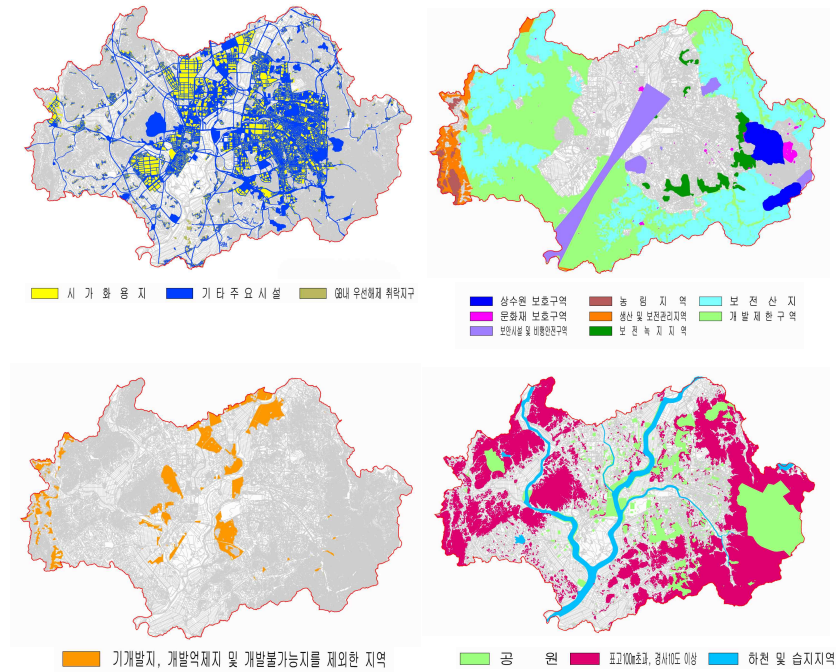 시 가 화 용 지 기 타 주 요 시 설 GB내 우선해제 취락지구
상수원 보호구역 농 림 지 역 보 전 산 지
문화재 보호구역 생산 및 보전관리지역 개 발 제 한 구 역
보안시설 및 비행안전구역 보 전 녹 지 지 역
기개발지, 개발억제지 및 개발불가능지를 제외한 지역
공 원 표고100m초과, 경사10도 이상 하천 및 습지지역